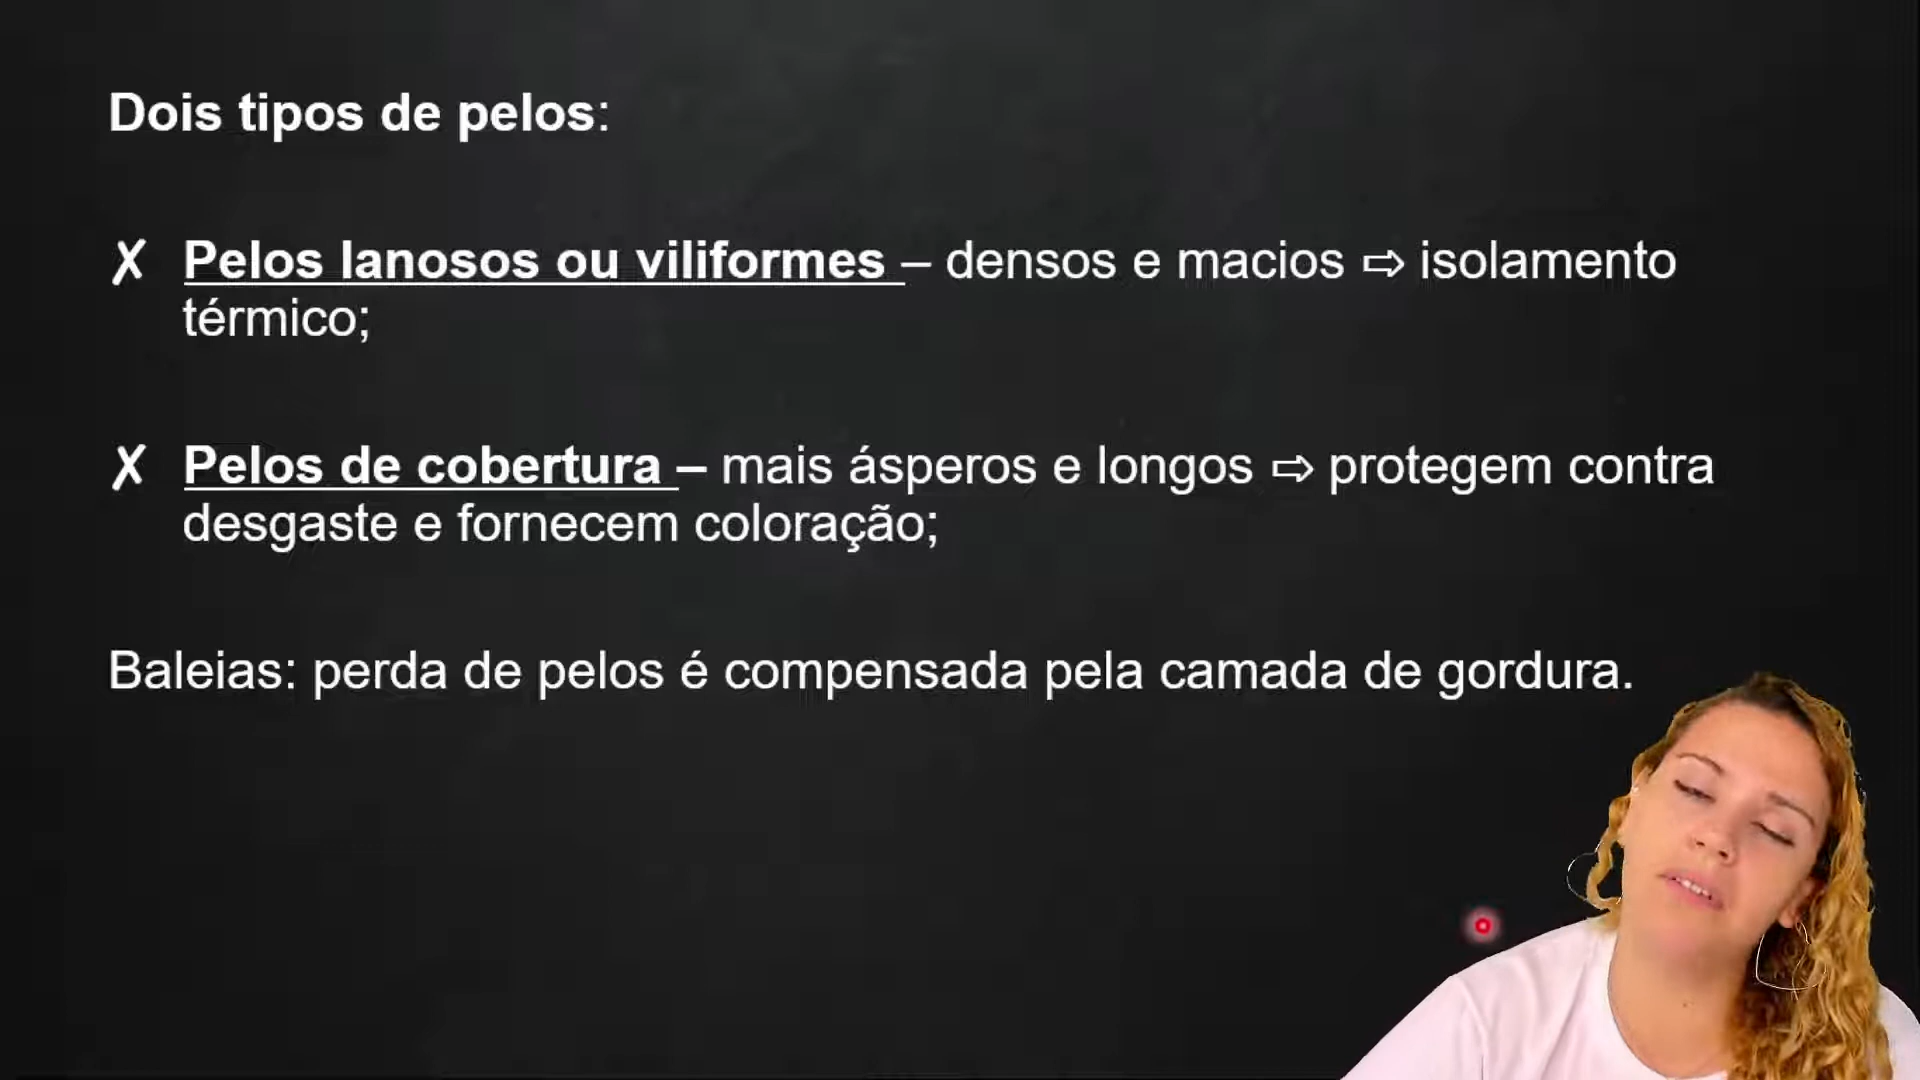 Dois tipos de pelos:
✗ Pelos lanosos ou viliformes – densos e macios ⇨ isolamento
térmico;
✗ Pelos de cobertura – mais ásperos e longos ⇨ protegem contra
desgaste e fornecem coloração;
Baleias: perda de pelos é compensada pela camada de gordura.